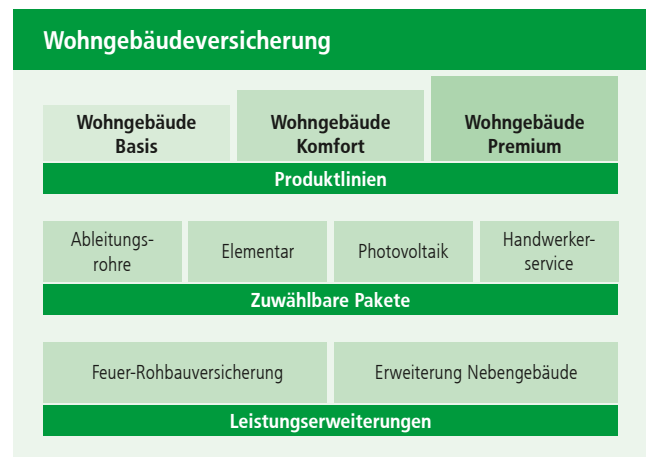 Wohngebäudeversicherung
Wohngebäude
Basis
Wohngebäude
Komfort
Wohngebäude
Premium
Produktlinien
Ableitungs-
rohre
Elementar
Photovoltaik
Handwerker-
service
Zuwählbare Pakete
Feuer-Rohbauversicherung
Erweiterung Nebengebäude
Leistungserweiterungen